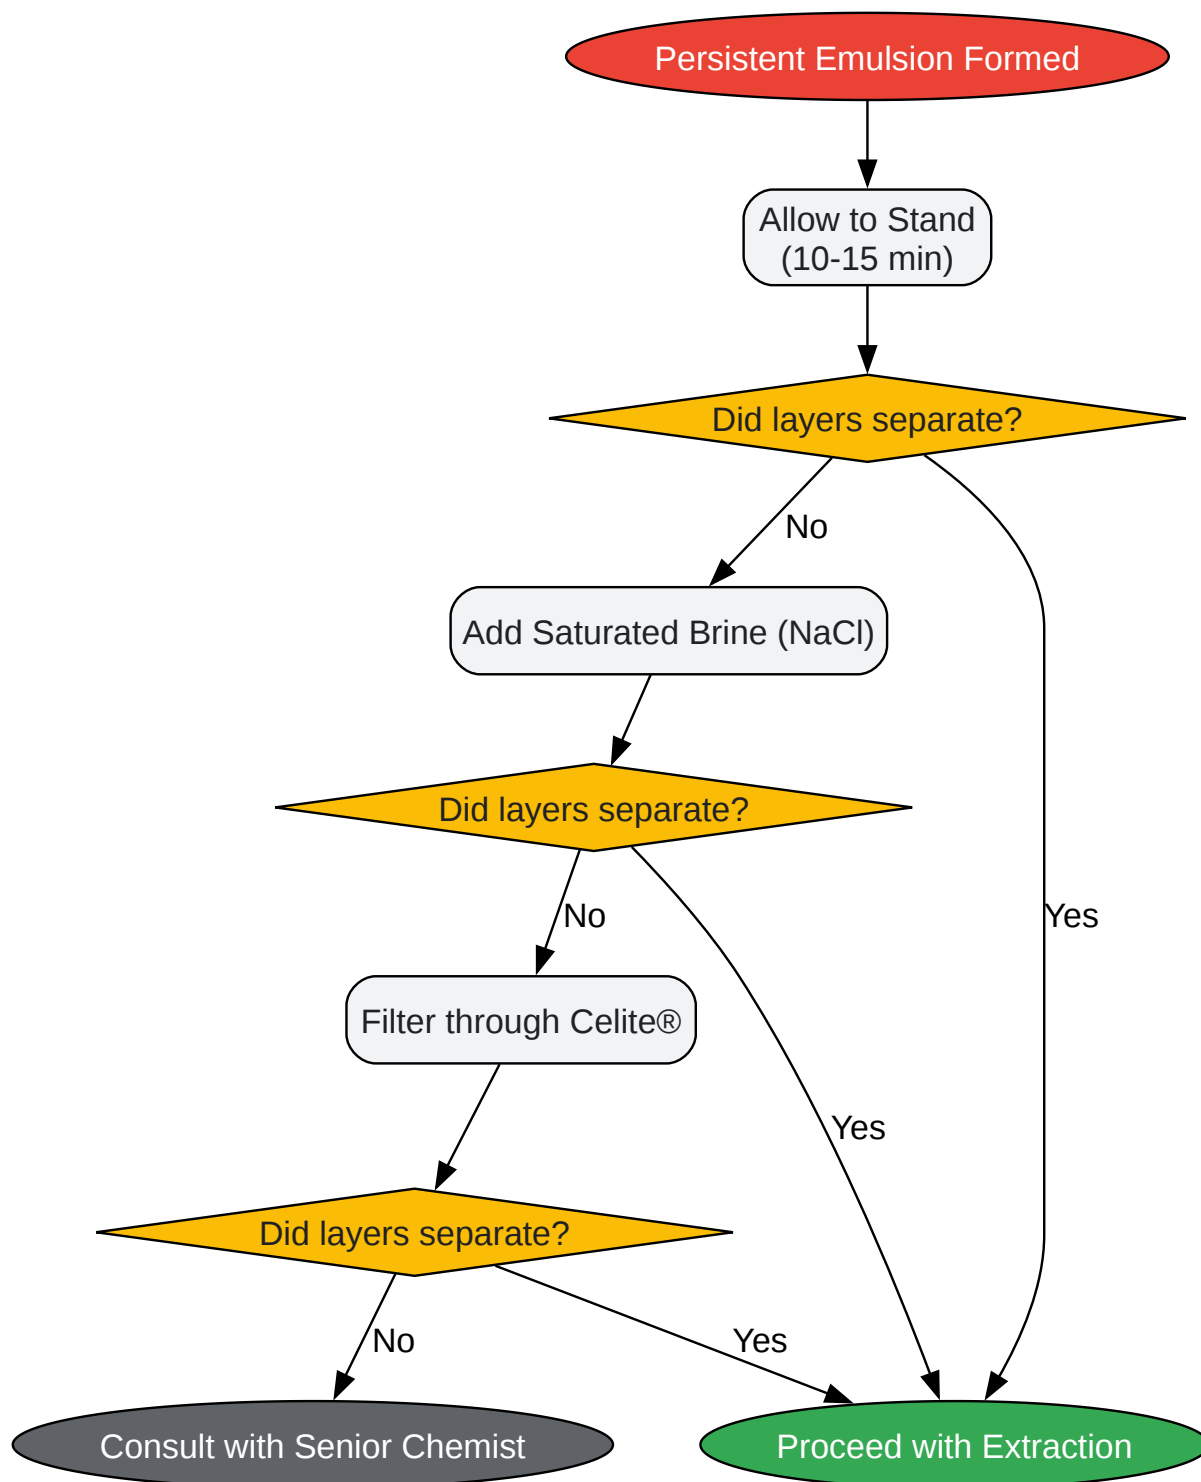 Persistent Emulsion Formed
Allow to Stand
(10-15 min)
Did layers separate?
No
Add Saturated Brine (NaCl)
Did layers separate?
No
Yes
Filter through Celite®
Yes
Did layers separate?
No
Yes
Consult with Senior Chemist
Proceed with Extraction